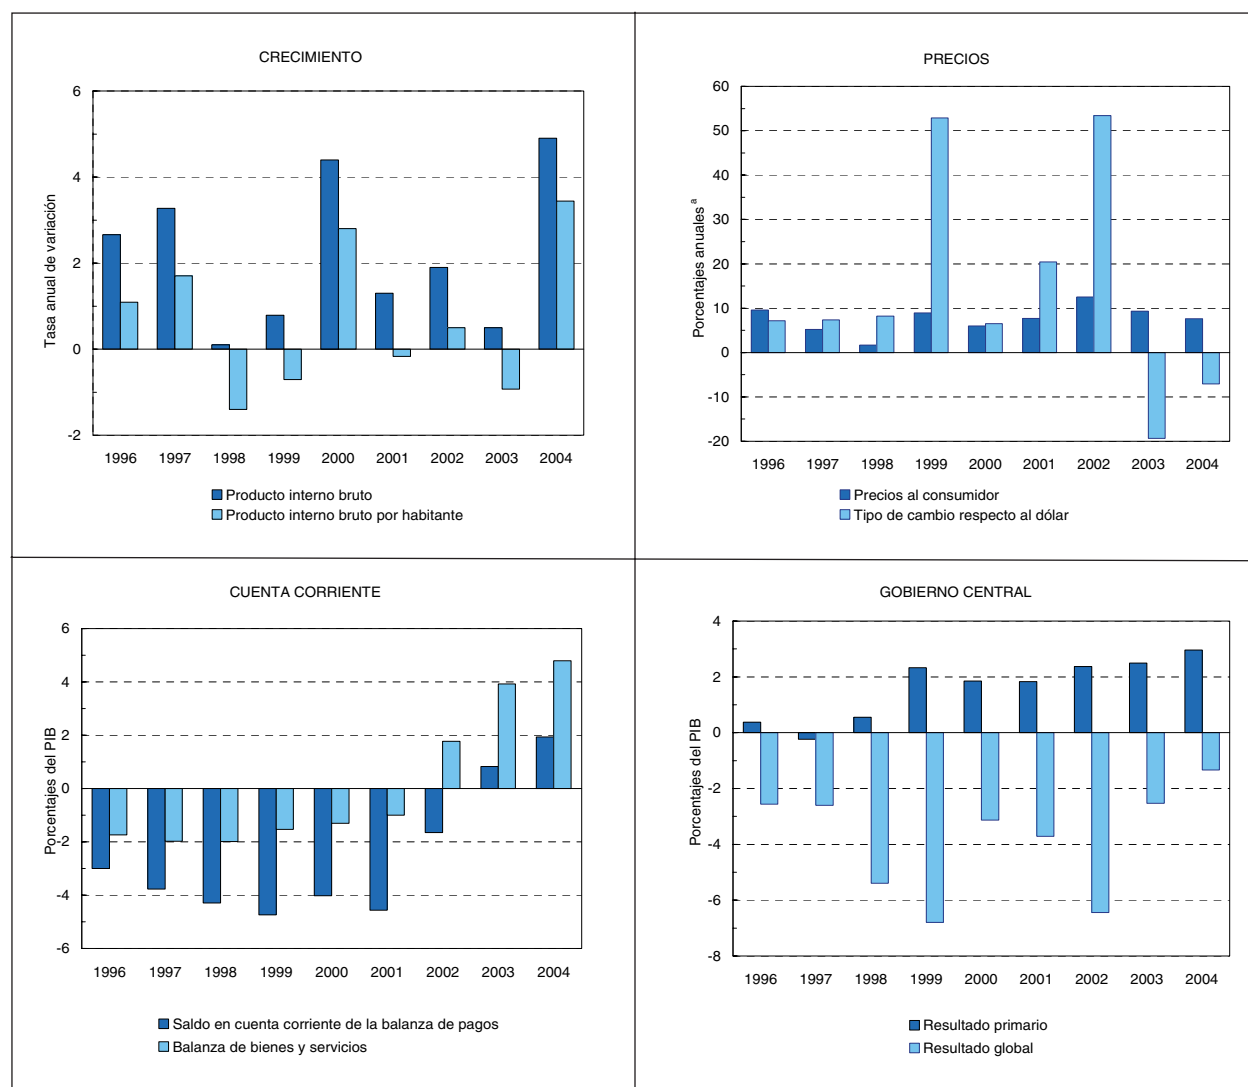 CRECIMIENTO
Tasa anual de variación
6
4
2
0
-2
1996 1997 1998 1999 2000 2001 2002 2003 2004
Producto interno bruto
Producto interno bruto por habitante
PRECIOS
Porcentajes anuales a
60
50
40
30
20
10
0
-10
-20
1996 1997 1998 1999 2000 2001 2002 2003 2004
Precios al consumidor
Tipo de cambio respecto al dólar
CUENTA CORRIENTE
Porcentajes del PIB
6
4
2
0
-2
-4
-6
1996 1997 1998 1999 2000 2001 2002 2003 2004
Saldo en cuenta corriente de la balanza de pagos
Balanza de bienes y servicios
GOBIERNO CENTRAL
Porcentajes del PIB
4
2
0
-2
-4
-6
-8
1996 1997 1998 1999 2000 2001 2002 2003 2004
Resultado primario
Resultado global